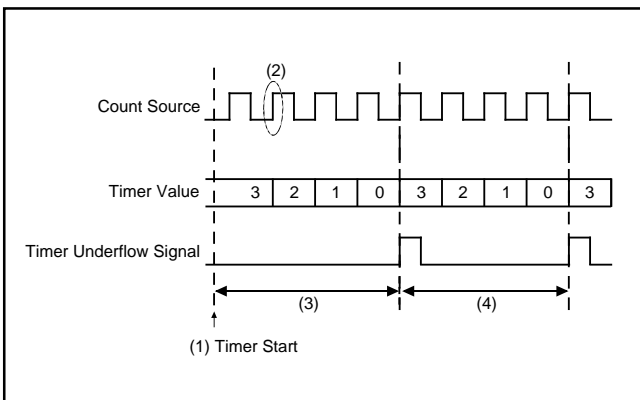 (2)
Count Source
Timer Value 3 2 1 0 3 2 1 0 3
Timer Underflow Signal
(3) (4)
(1) Timer Start